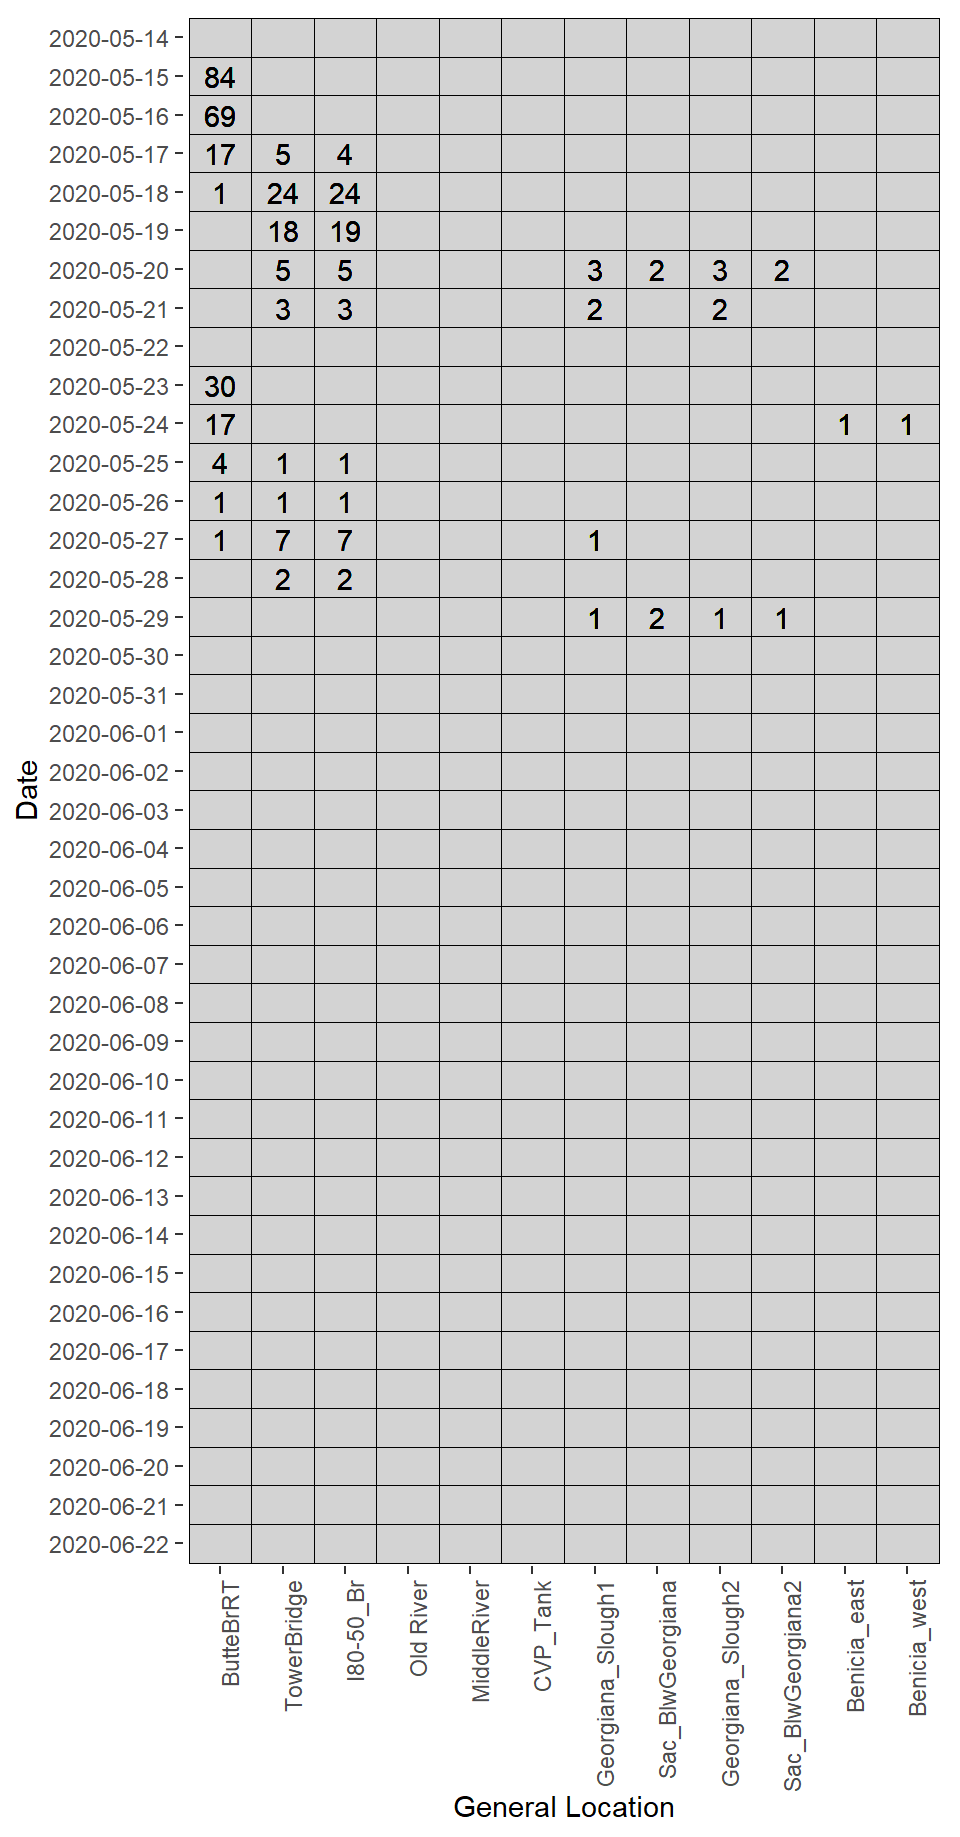 2020-05-14
2020-05-15 84
2020-05-16 69
2020-05-17 17 5 4
2020-05-18 1 24 24
2020-05-19 18 19
2020-05-20 5 5 3 2 3 2
2020-05-21 3 3 2 2
2020-05-22
2020-05-23 30
2020-05-24 17 1 1
2020-05-25 4 1 1
2020-05-26 1 1 1
2020-05-27 1 7 7 1
2020-05-28 2 2
2020-05-29 1 2 1 1
2020-05-30
2020-05-31
2020-06-01
2020-06-02
2020-06-03
2020-06-04
2020-06-05
2020-06-06
2020-06-07
2020-06-08
2020-06-09
2020-06-10
2020-06-11
2020-06-12
2020-06-13
2020-06-14
2020-06-15
2020-06-16
2020-06-17
2020-06-18
2020-06-19
2020-06-20
2020-06-21
2020-06-22
Date
ButteBrRT
TowerBridge
I80-50_Br
Old River
MiddleRiver
CVP_Tank
Georgiana_Slough1
Sac_BlwGeorgiana
Georgiana_Slough2
Sac_BlwGeorgiana2
Benicia_east
Benicia_west
General Location